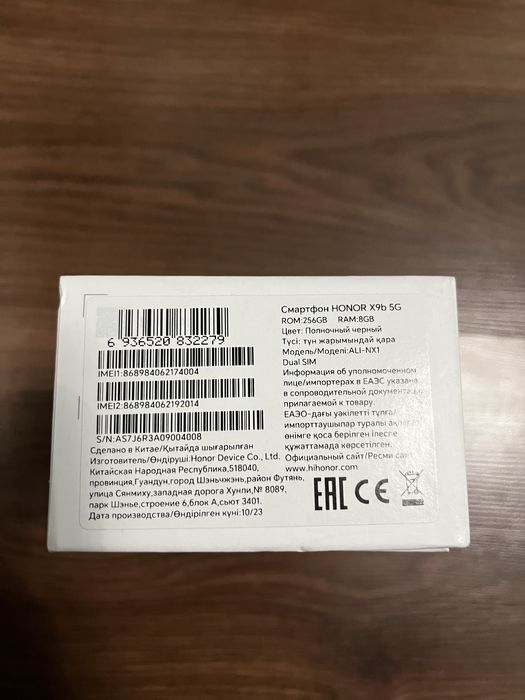 6 936520 832279
IMEI1:868984062174004
IMEI2:868984062192014
S/N:AS7J6R3A09004008
Сделано в Китае/Қытайда шығарылған
Изготовитель/Өндіруші:Honor Device Co., Ltd.
Китайская Народная Республика,518040,
провинция,Гуандун,город Шэньчжэнь,район Футянь,
улица Сянмиху,западная дорога Хунли,№ 8089,
парк Шэнье,строение 6,блок А,сьют 3401.
Дата производства/Өндірілген күні:10/23
Смартфон HONOR X9b 5G
ROM:256GB RAM:8GB
Цвет: Полночный черный
Түсі: түн жарымындай қара
Модель/Моделі:ALI-NX1
Dual SIM
Информация об уполномоченном
лице/импортерах в ЕАЭС указана
в сопроводительной документации,
прилагаемой к товару.
ЕАЭО-дағы уәкілетті тұлға/
импорттаушылар туралы ақпарат
өнімге қоса берілген ілеспе
құжаттамада көрсетілген.
Официальный сайт/Ресми сайт
www.hihonor.com
EAC CE